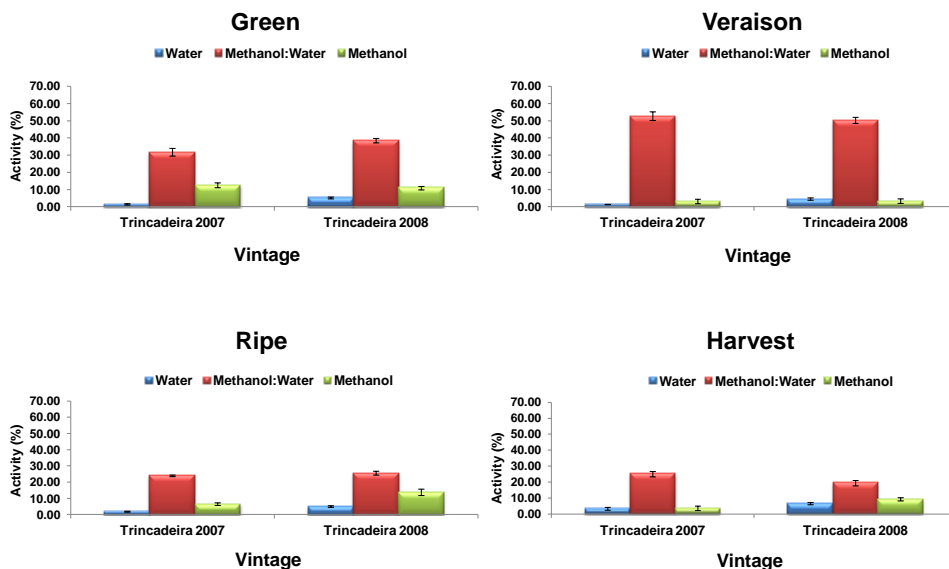 Green
Water Methanol:Water Methanol
Activity (%)
70.00
60.00
50.00
40.00
30.00
20.00
10.00
0.00
Trincadeira 2007 Trincadeira 2008
Vintage
Veraison
Water Methanol:Water Methanol
Activity (%)
70.00
60.00
50.00
40.00
30.00
20.00
10.00
0.00
Trincadeira 2007 Trincadeira 2008
Vintage
Ripe
Water Methanol:Water Methanol
Activity (%)
70.00
60.00
50.00
40.00
30.00
20.00
10.00
0.00
Trincadeira 2007 Trincadeira 2008
Vintage
Harvest
Water Methanol:Water Methanol
Activity (%)
70.00
60.00
50.00
40.00
30.00
20.00
10.00
0.00
Trincadeira 2007 Trincadeira 2008
Vintage